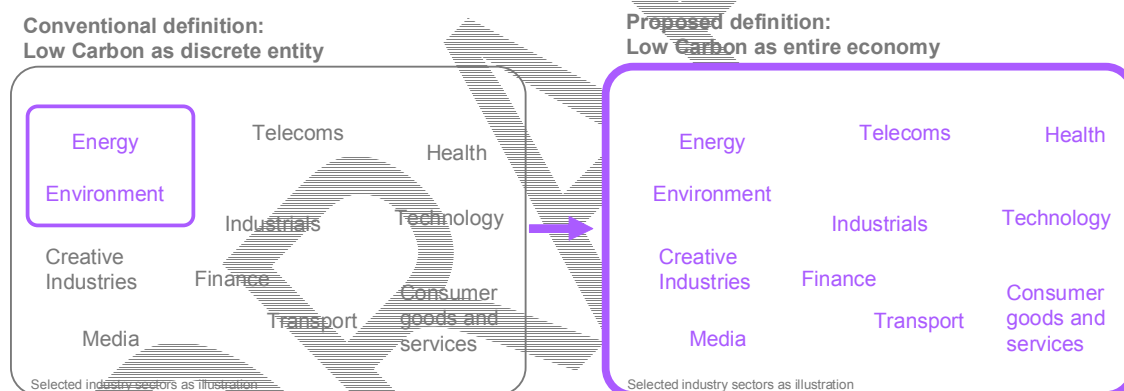 Conventional definition:
Low Carbon as discrete entity
Energy
Environment
Telecoms
Health
Industrials
Technology
Creative
Industries
Finance
Consumer
goods and
services
Transport
Media
Selected industry sectors as illustration
Proposed definition:
Low Carbon as entire economy
Energy
Telecoms
Health
Environment
Industrials
Technology
Creative
Industries
Finance
Consumer
goods and
services
Transport
Media
Selected industry sectors as illustration